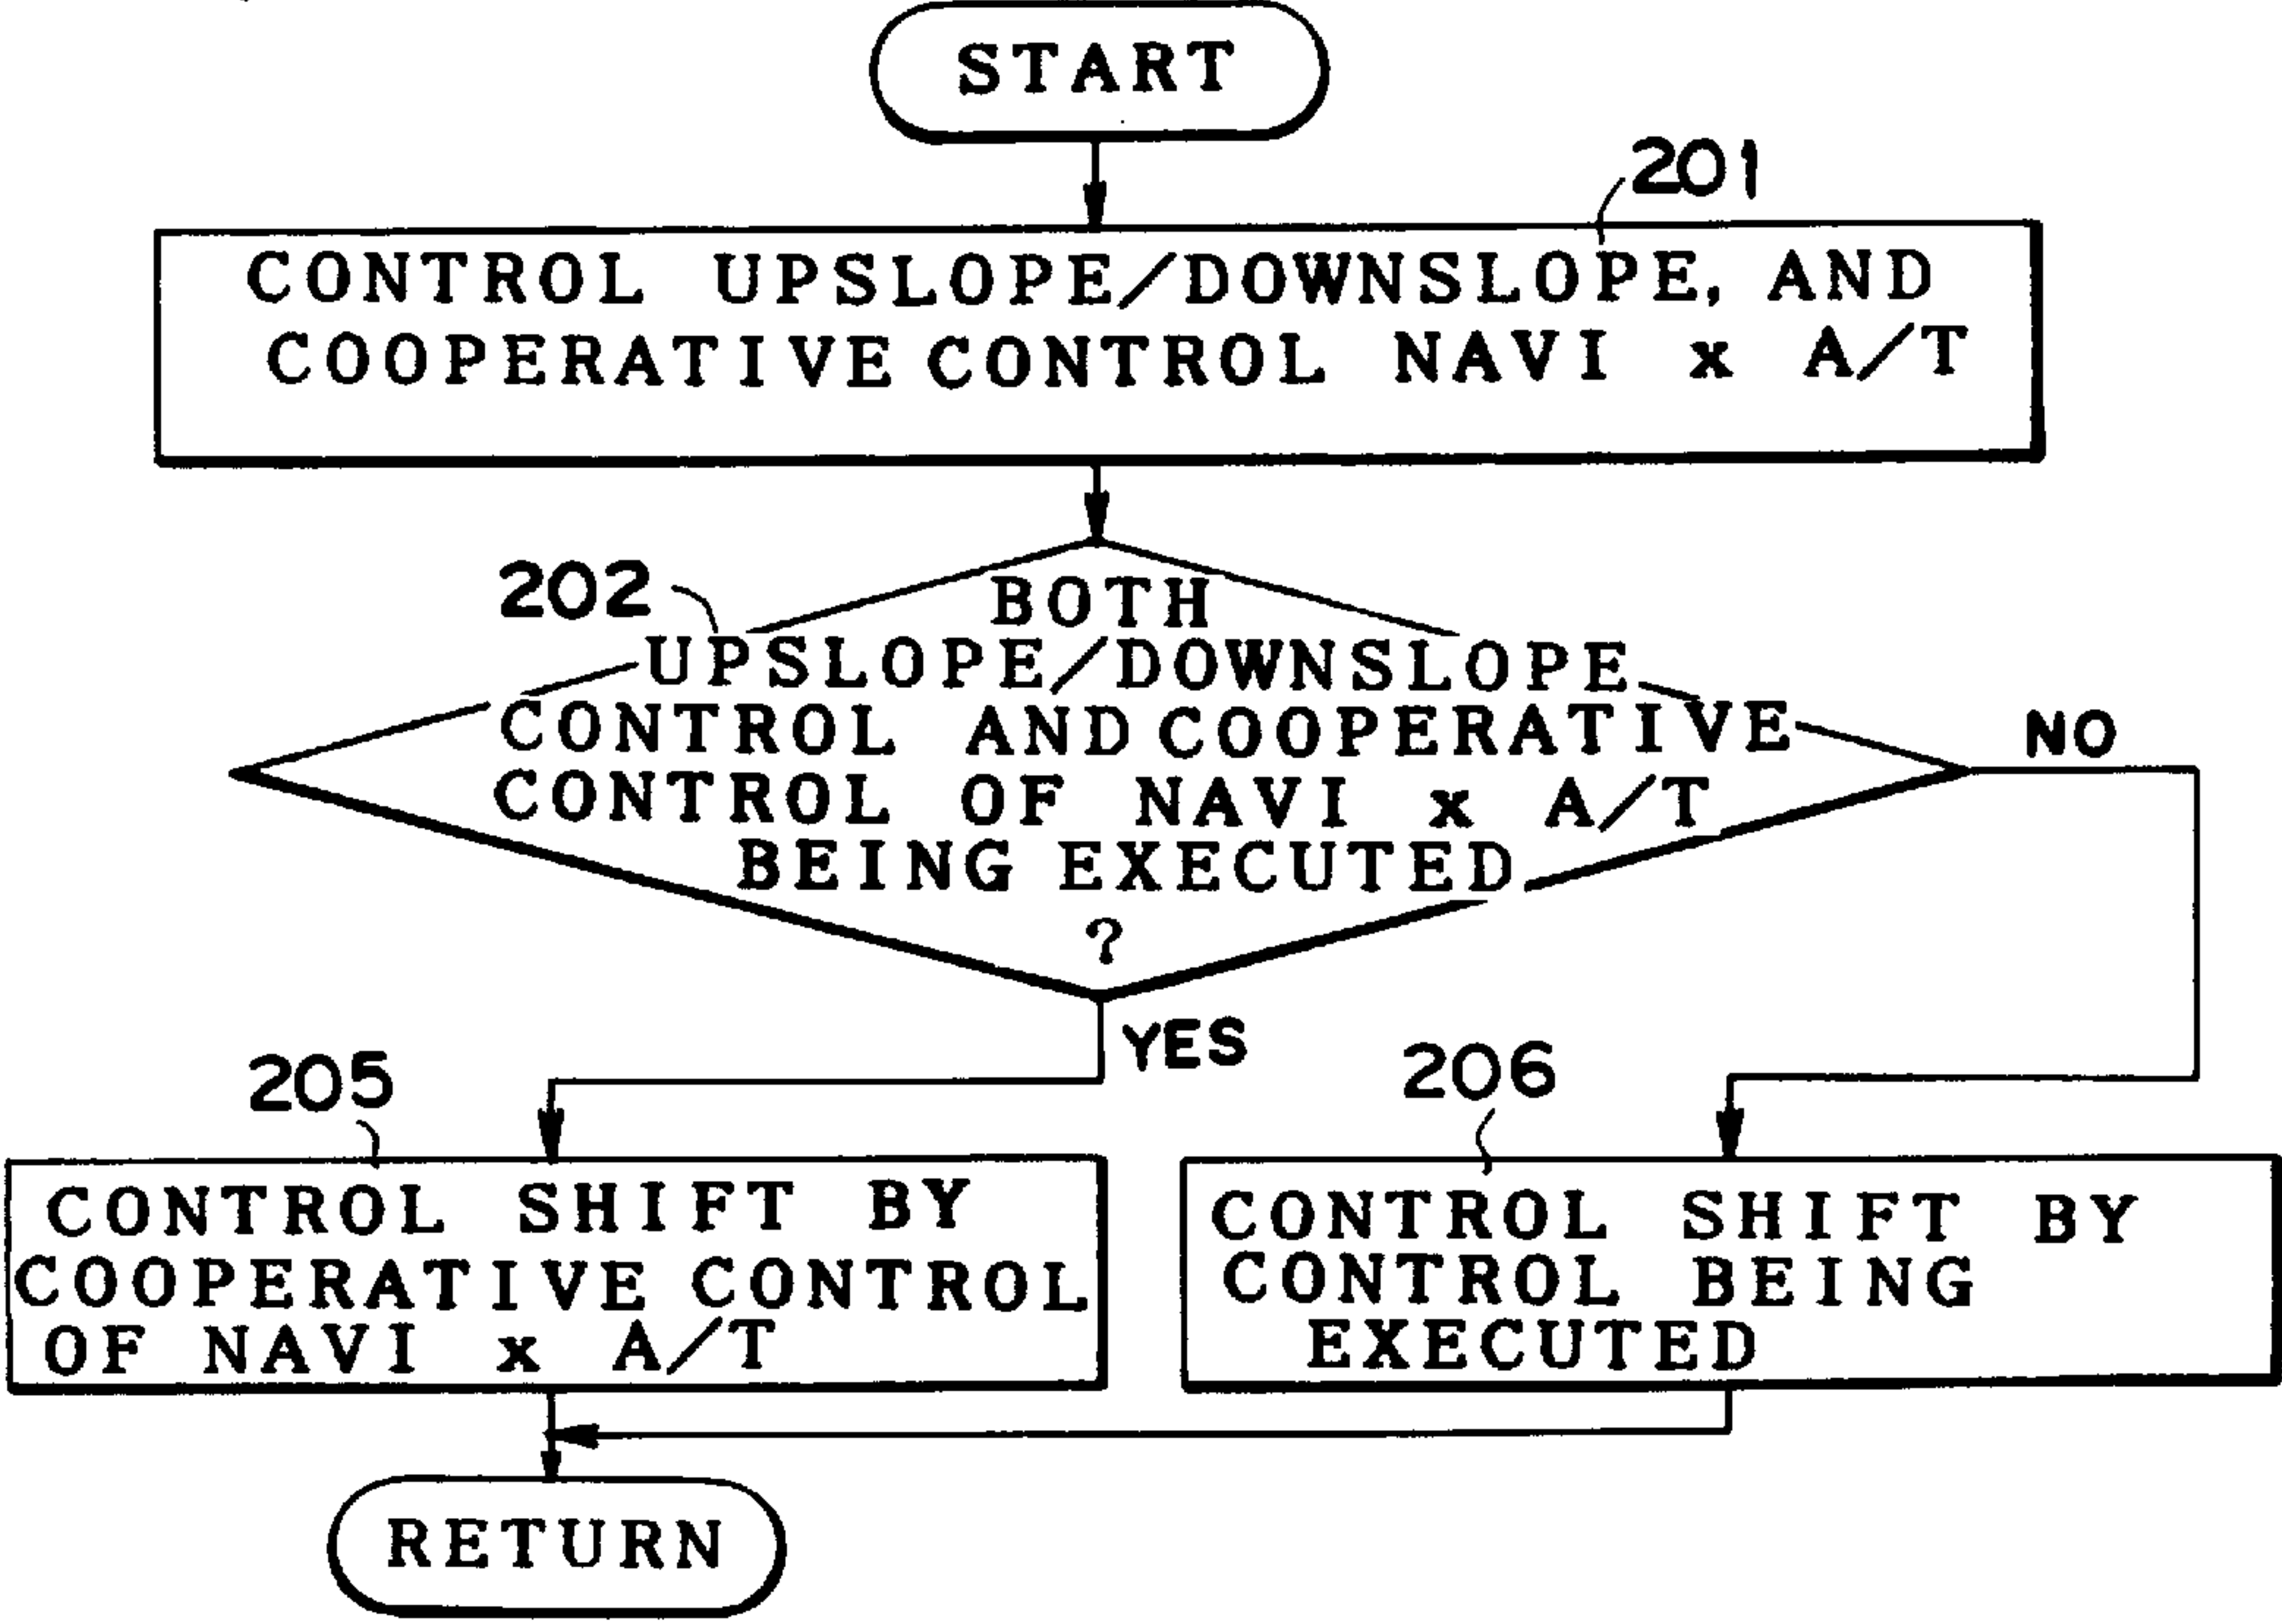 START
201
CONTROL UPSLOPE/DOWNSLOPE, AND
COOPERATIVE CONTROL NAVI x A/T
202
BOTH
UPSLOPE/DOWNSLOPE
CONTROL AND COOPERATIVE
CONTROL OF NAVI x A/T
BEING EXECUTED
?
NO
YES
205
CONTROL SHIFT BY
COOPERATIVE CONTROL
OF NAVI x A/T
206
CONTROL SHIFT BY
CONTROL BEING
EXECUTED
RETURN